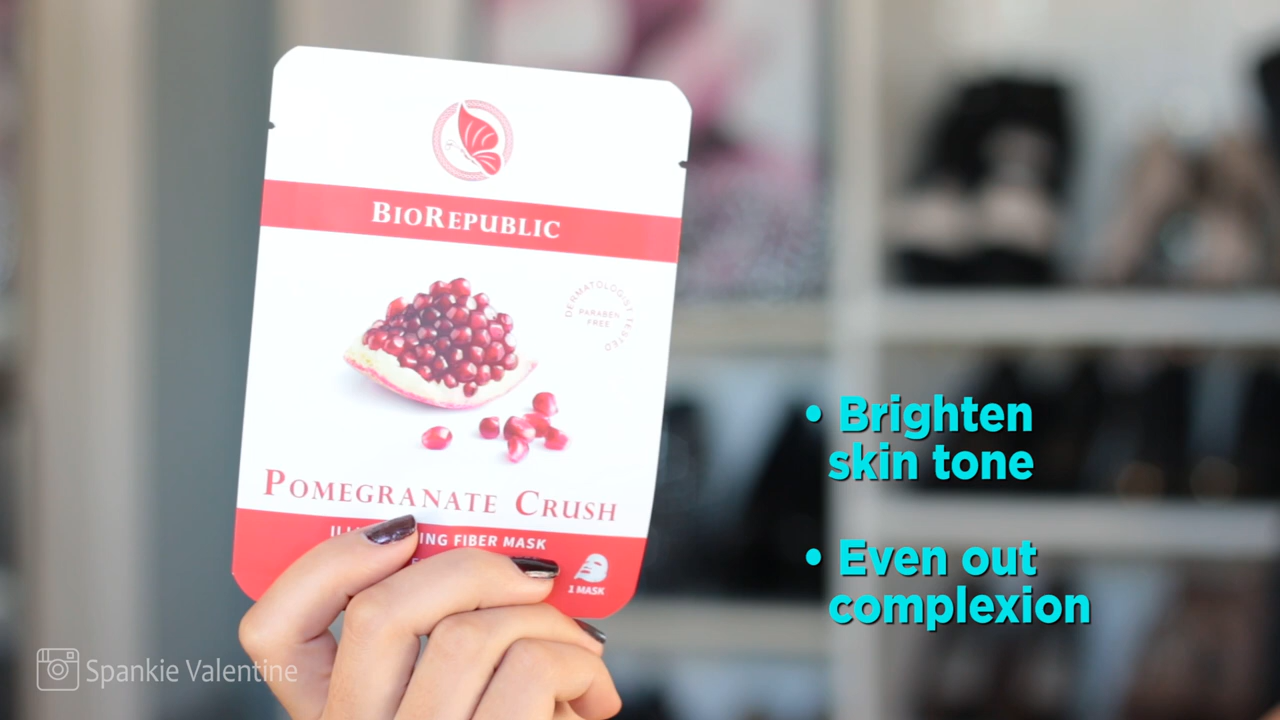 BIOREPUBLIC
DERMATOLOGIST TESTED
PARABEN
FREE
POMEGRANATE CRUSH
FIBER MASK
1 MASK
• Brighten
skin tone
• Even out
complexion
Spankie Valentine